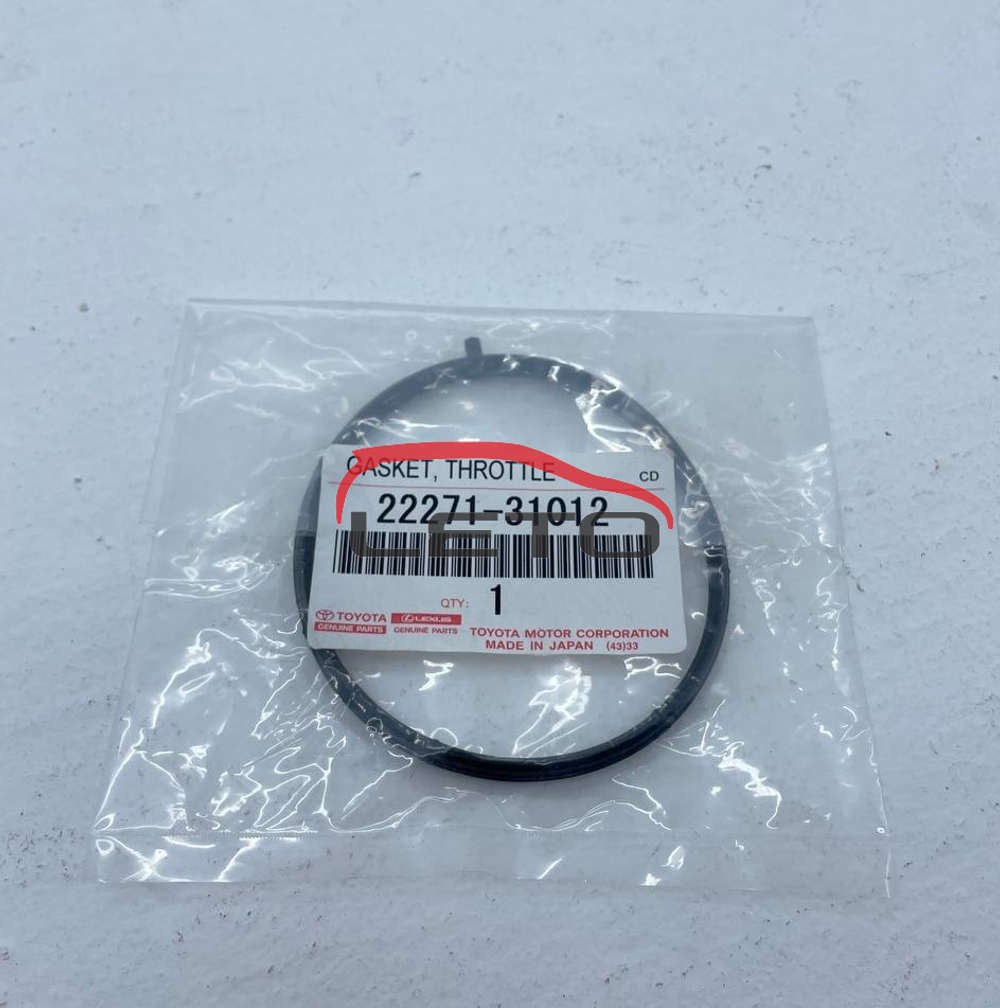 GASKET, THROTTLE CD
22271-31012
LETO
QTY: 1
TOYOTA LEXUS
GENUINE PARTS GENUINE PARTS
TOYOTA MOTOR CORPORATION
MADE IN JAPAN (43)33